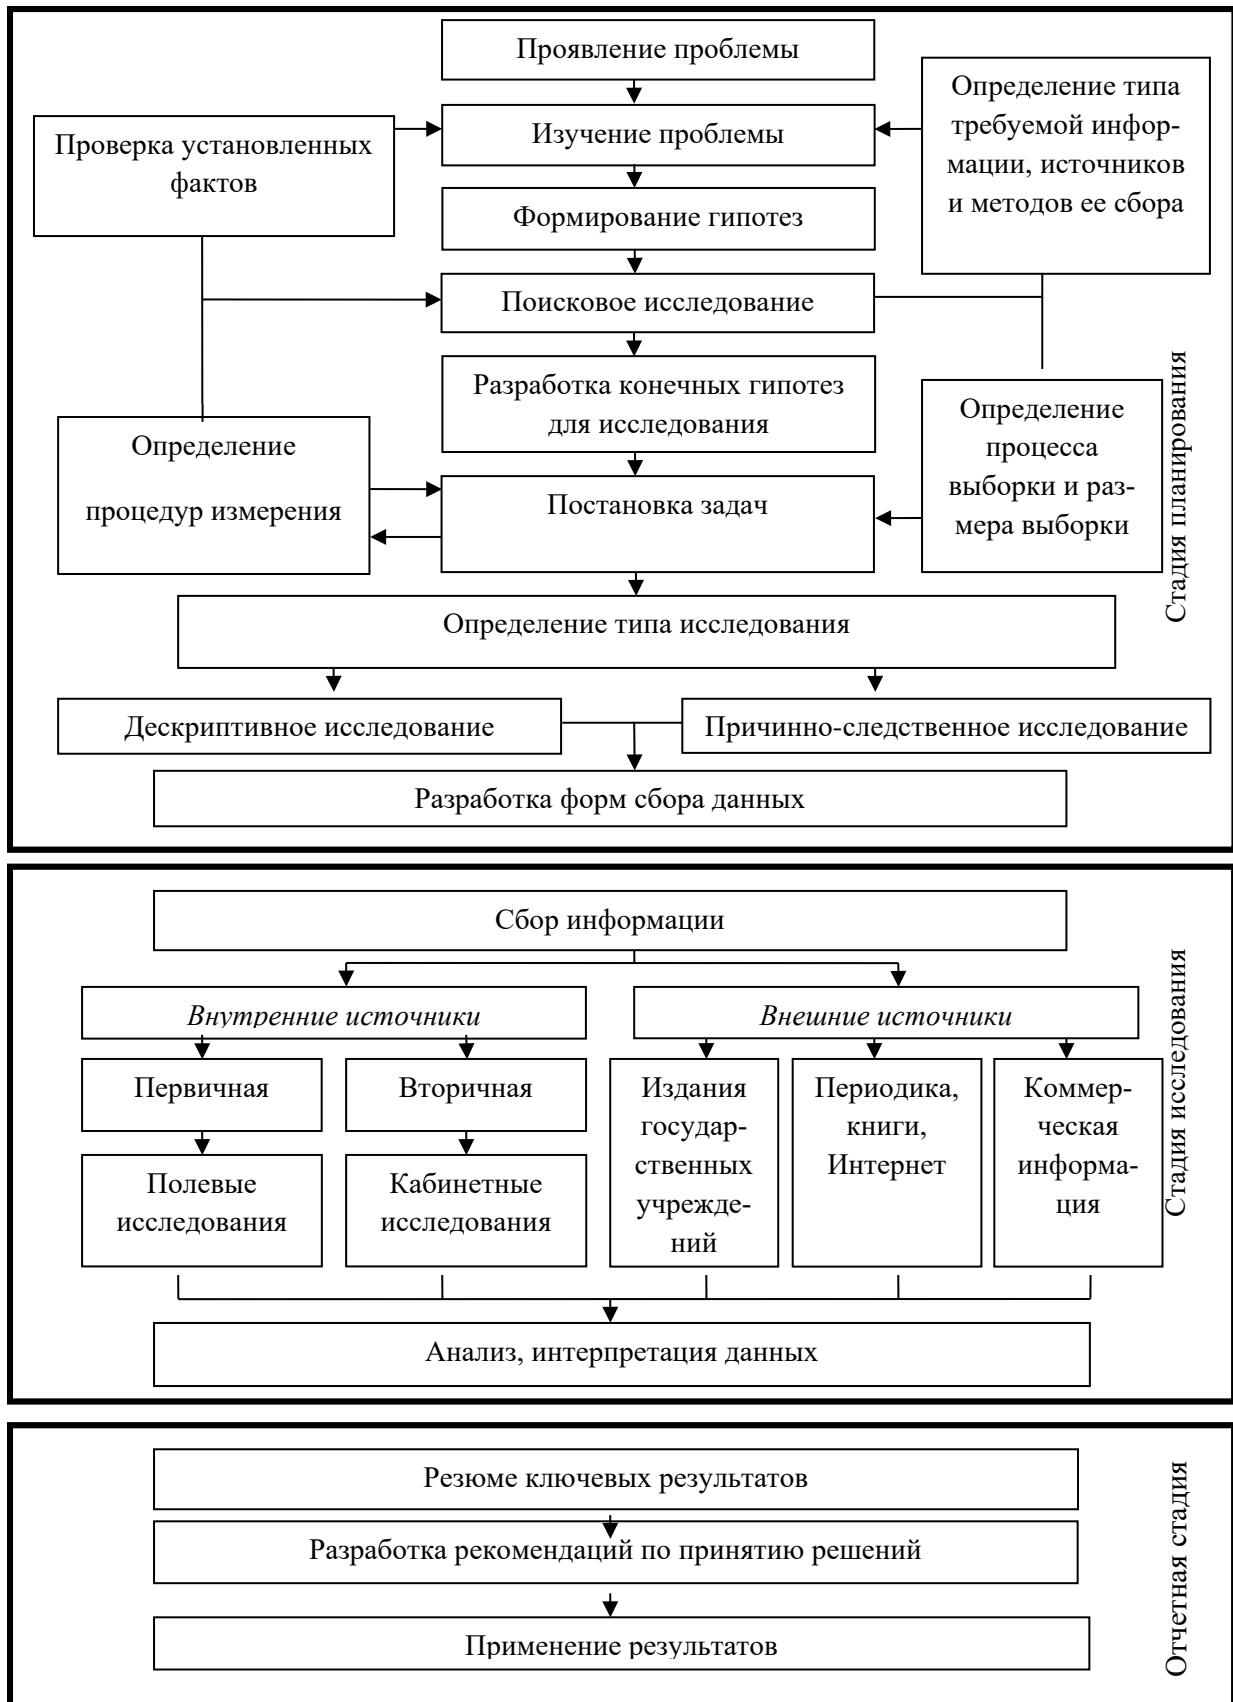 Проявление проблемы
Определение типа
требуемой инфор-
мации, источников
и методов ее сбора
Проверка установленных
фактов
Изучение проблемы
Формирование гипотез
Поисковое исследование
Разработка конечных гипотез
для исследования
Определение
процедур измерения
Постановка задач
Определение
процесса
выборки и раз-
мера выборки
Стадия планирования
Определение типа исследования
Дескриптивное исследование
Причинно-следственное исследование
Разработка форм сбора данных
Сбор информации
Внутренние источники
Внешние источники
Первичная
Вторичная
Издания
государ-
ственных
учрежде-
ний
Периодика,
книги,
Интернет
Коммер-
ческая
информа-
ция
Полевые
исследования
Кабинетные
исследования
Стадия исследования
Анализ, интерпретация данных
Резюме ключевых результатов
Разработка рекомендаций по принятию решений
Применение результатов
Отчетная стадия